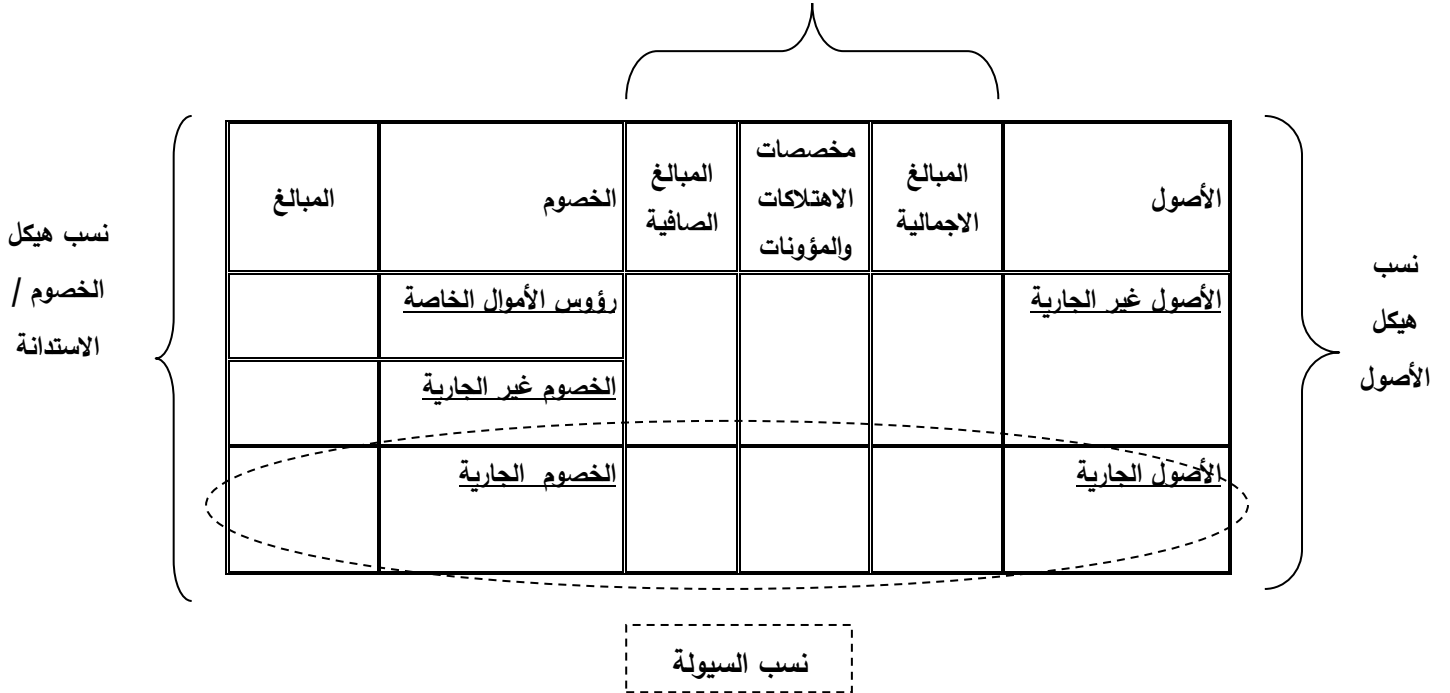 الأصول
المبالغ
الاجمالية
مخصصات
الاهتلاكات
والمؤونات
المبالغ
الصافية
الخصوم
المبالغ
الأصول غير الجارية
رؤوس الأموال الخاصة
الخصوم غير الجارية
الأصول الجارية
الخصوم الجارية
نسب
هيكل
الأصول
نسب هيكل
الخصوم /
الاستدانة
نسب السيولة